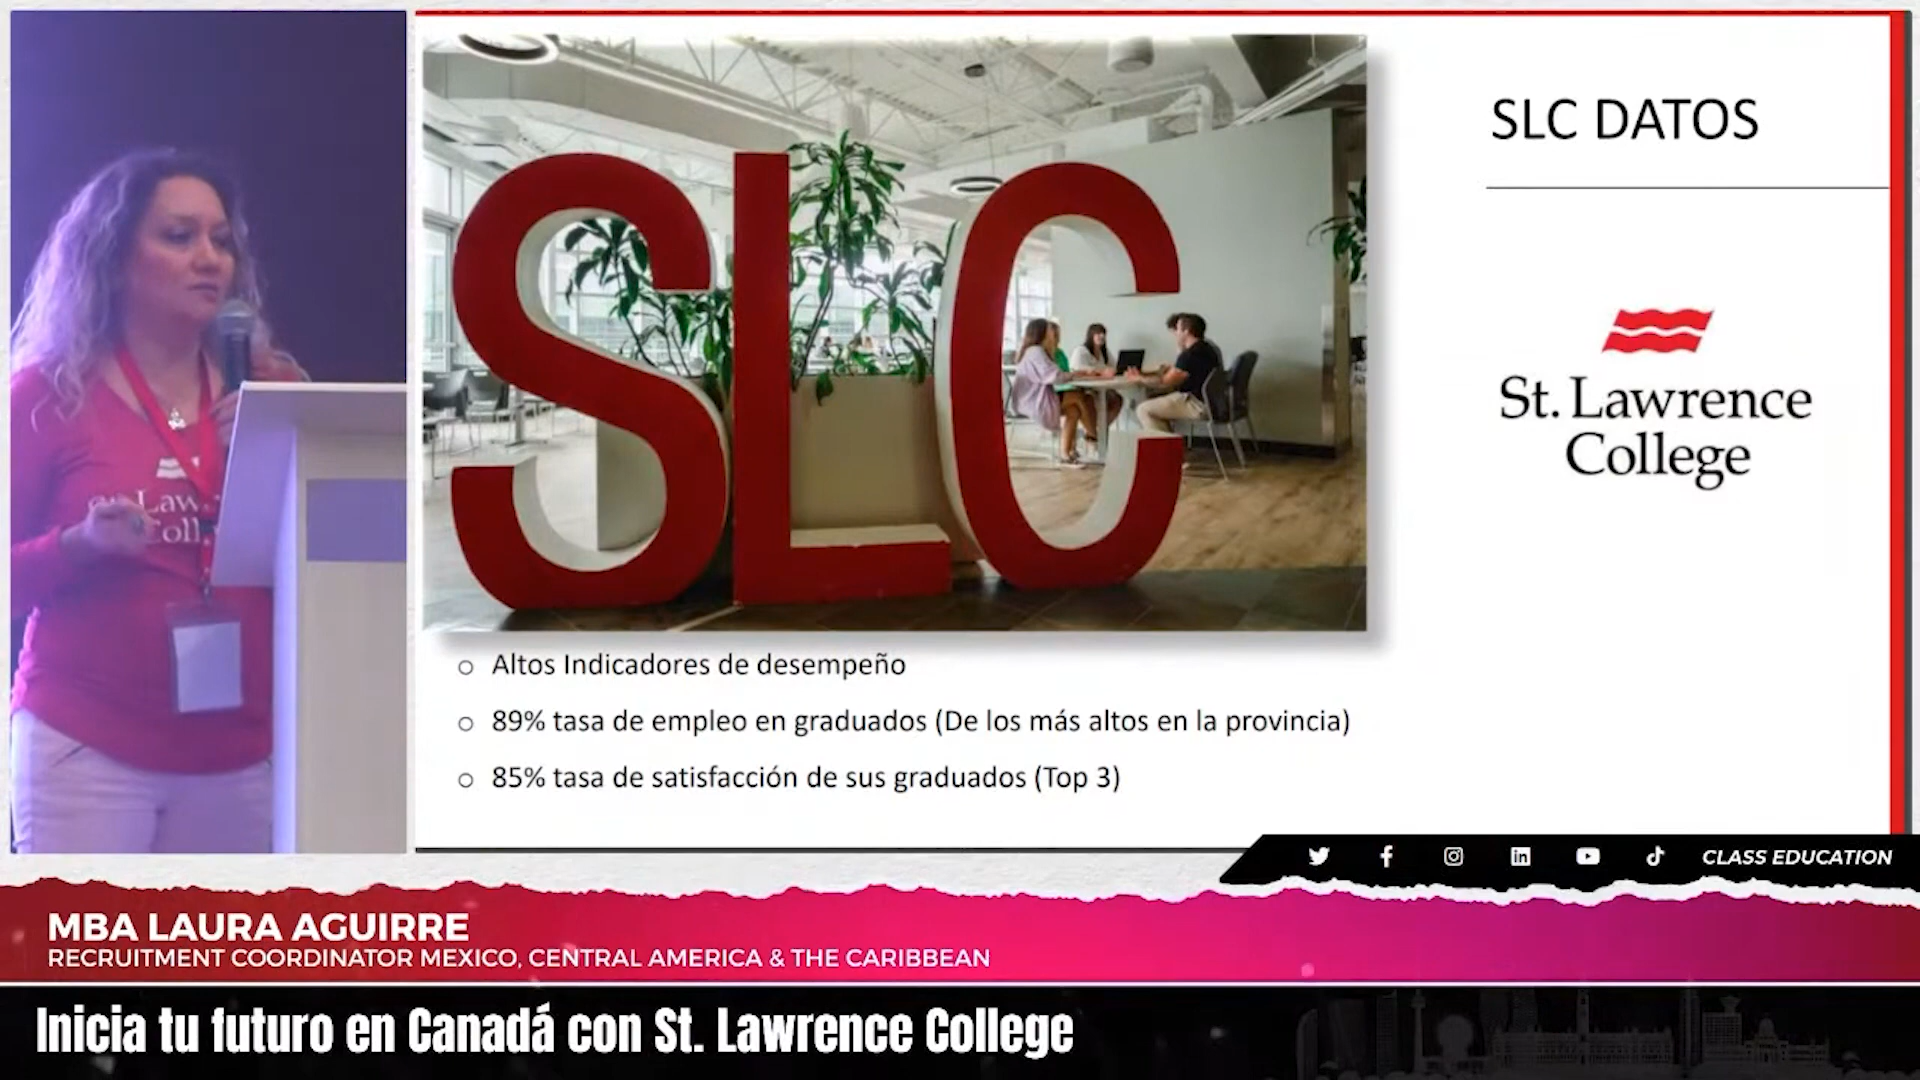 SLC DATOS
SLC
St. Lawrence
College
Law
Coll
Altos Indicadores de desempeño
89% tasa de empleo en graduados (De los más altos en la provincia)
85% tasa de satisfacción de sus graduados (Top 3)
CLASS EDUCATION
MBA LAURA AGUIRRE
RECRUITMENT COORDINATOR MEXICO, CENTRAL AMERICA & THE CARIBBEAN
Inicia tu futuro en Canadá con St. Lawrence College